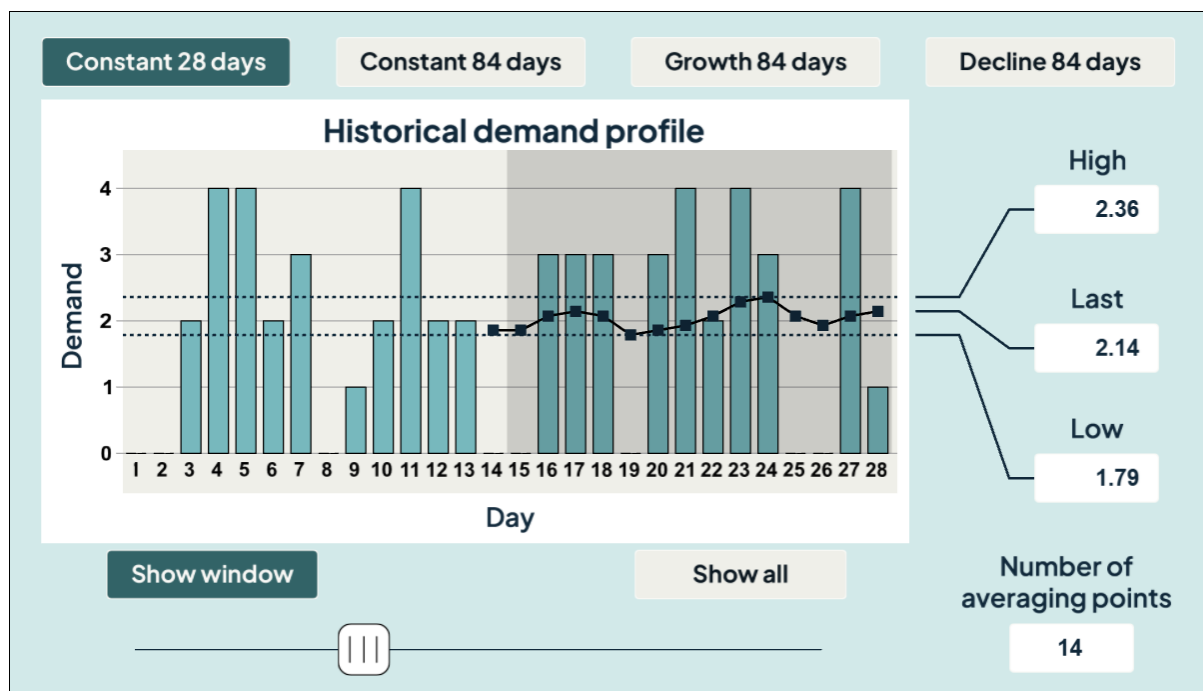 Constant 28 days
Constant 84 days
Growth 84 days
Decline 84 days
Historical demand profile
High
2.36
Last
2.14
Low
1.79
Demand
4
3
2
1
0
1 2 3 4 5 6 7 8 9 10 11 12 13 14 15 16 17 18 19 20 21 22 23 24 25 26 27 28
Day
Show window
Show all
Number of
averaging points
14